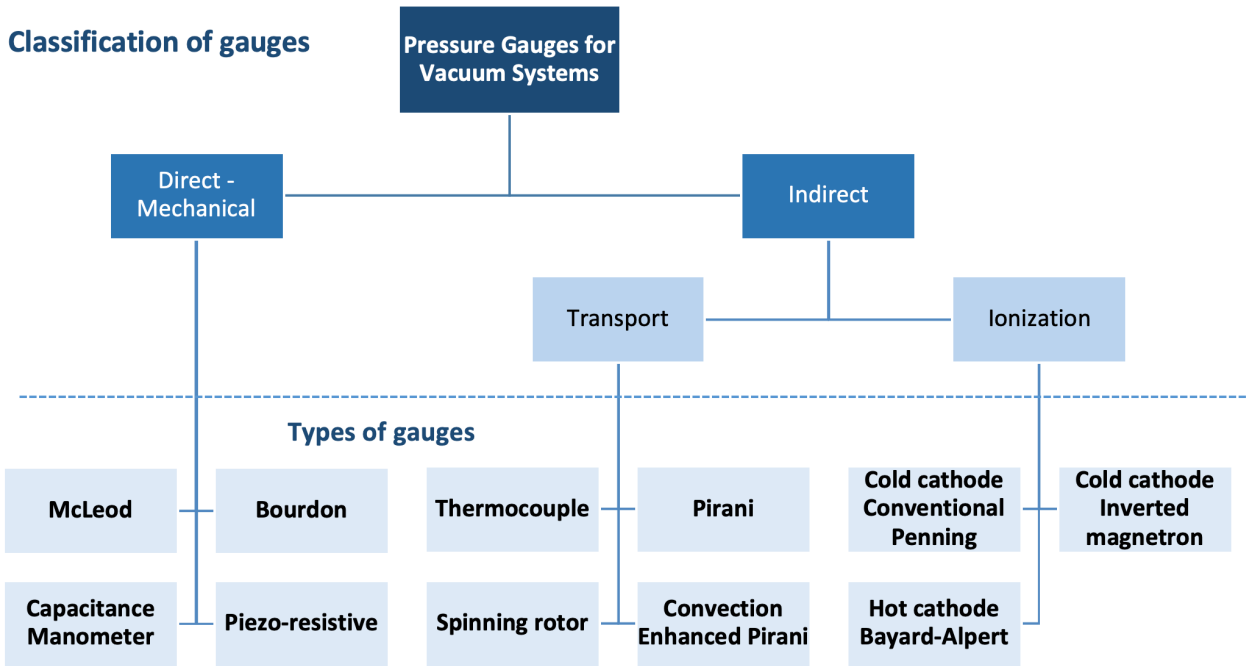 Classification of gauges
Pressure Gauges for
Vacuum Systems
Direct -
Mechanical
Indirect
Transport
Ionization
Types of gauges
McLeod
Bourdon
Thermocouple
Pirani
Cold cathode
Conventional
Penning
Cold cathode
Inverted
magnetron
Capacitance
Manometer
Piezo-resistive
Spinning rotor
Convection
Enhanced Pirani
Hot cathode
Bayard-Alpert